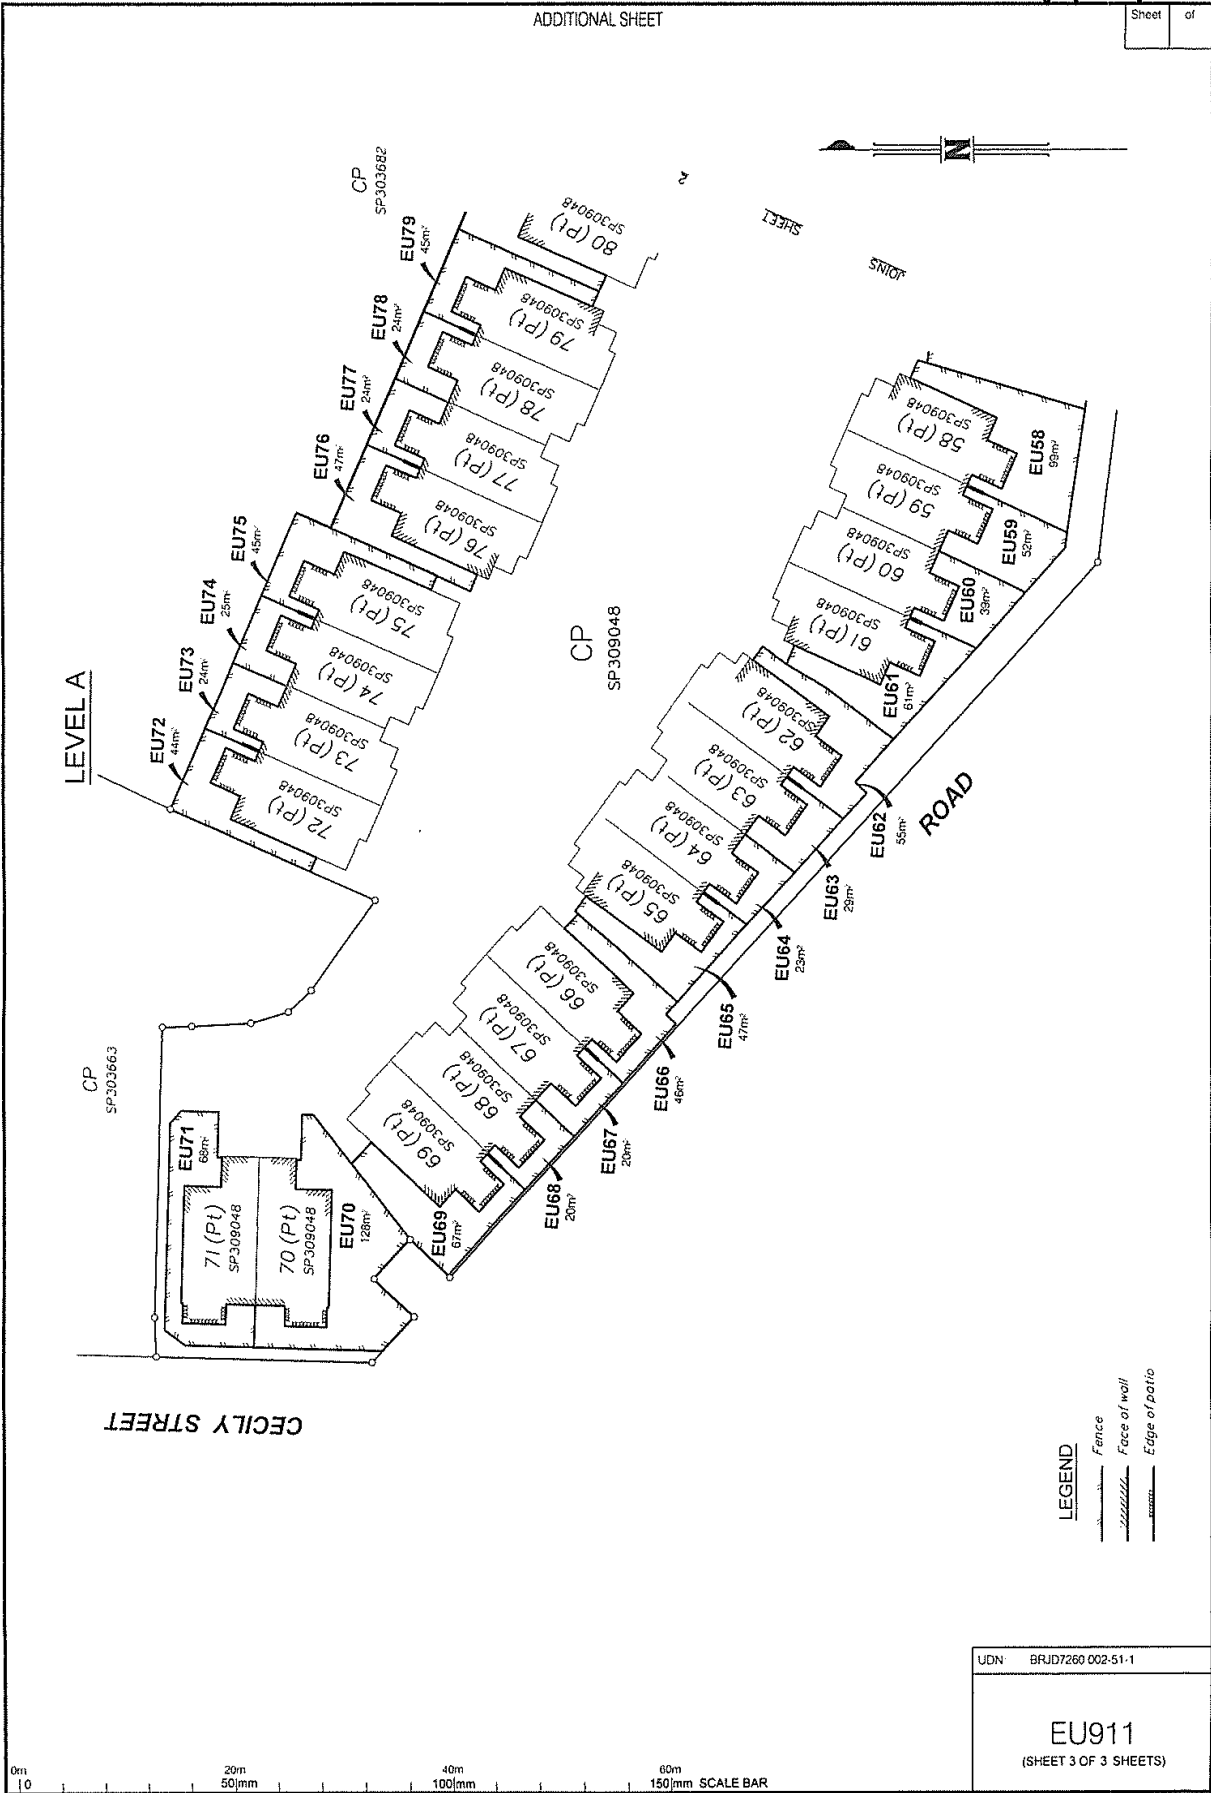 ADDITIONAL SHEET
Sheet of
LEVEL A
CP
SP303682
N
JOINS
SHEET
2
EU72
44m²
EU73
24m²
EU74
25m²
EU75
45m²
EU76
47m²
EU77
24m²
EU78
24m²
EU79
45m²
72 (Pt)
SP309048
73 (Pt)
SP309048
74 (Pt)
SP309048
75 (Pt)
SP309048
76 (Pt)
SP309048
77 (Pt)
SP309048
78 (Pt)
SP309048
79 (Pt)
SP309048
80 (Pt)
SP309048
CP
SP309048
58 (Pt)
SP309048
59 (Pt)
SP309048
60 (Pt)
SP309048
61 (Pt)
SP309048
62 (Pt)
SP309048
63 (Pt)
SP309048
64 (Pt)
SP309048
65 (Pt)
SP309048
66 (Pt)
SP309048
67 (Pt)
SP309048
68 (Pt)
SP309048
69 (Pt)
SP309048
EU58
99m²
EU59
52m²
EU60
39m²
EU61
61m²
EU62
55m²
EU63
29m²
EU64
23m²
EU65
47m²
EU66
46m²
EU67
20m²
EU68
20m²
EU69
67m²
ROAD
CP
SP303663
EU71
68m²
71 (Pt)
SP309048
70 (Pt)
SP309048
EU70
128m²
CECILY STREET
LEGEND
Fence
Face of wall
Edge of patio
UDN BRJD7260 002-51-1
EU911
(SHEET 3 OF 3 SHEETS)
0m 20m 40m 60m
0 50mm 100mm 150mm SCALE BAR